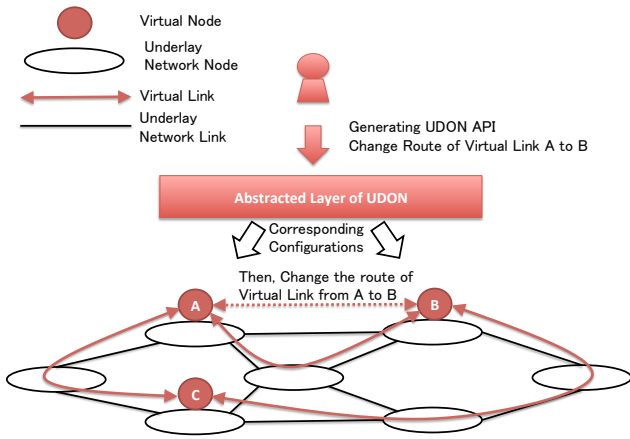 Virtual Node
Underlay
Network Node
Virtual Link
Underlay
Network Link
Generating UDON API
Change Route of Virtual Link A to B
Abstracted Layer of UDON
Corresponding
Configurations
Then, Change the route of
Virtual Link from A to B
A
B
C